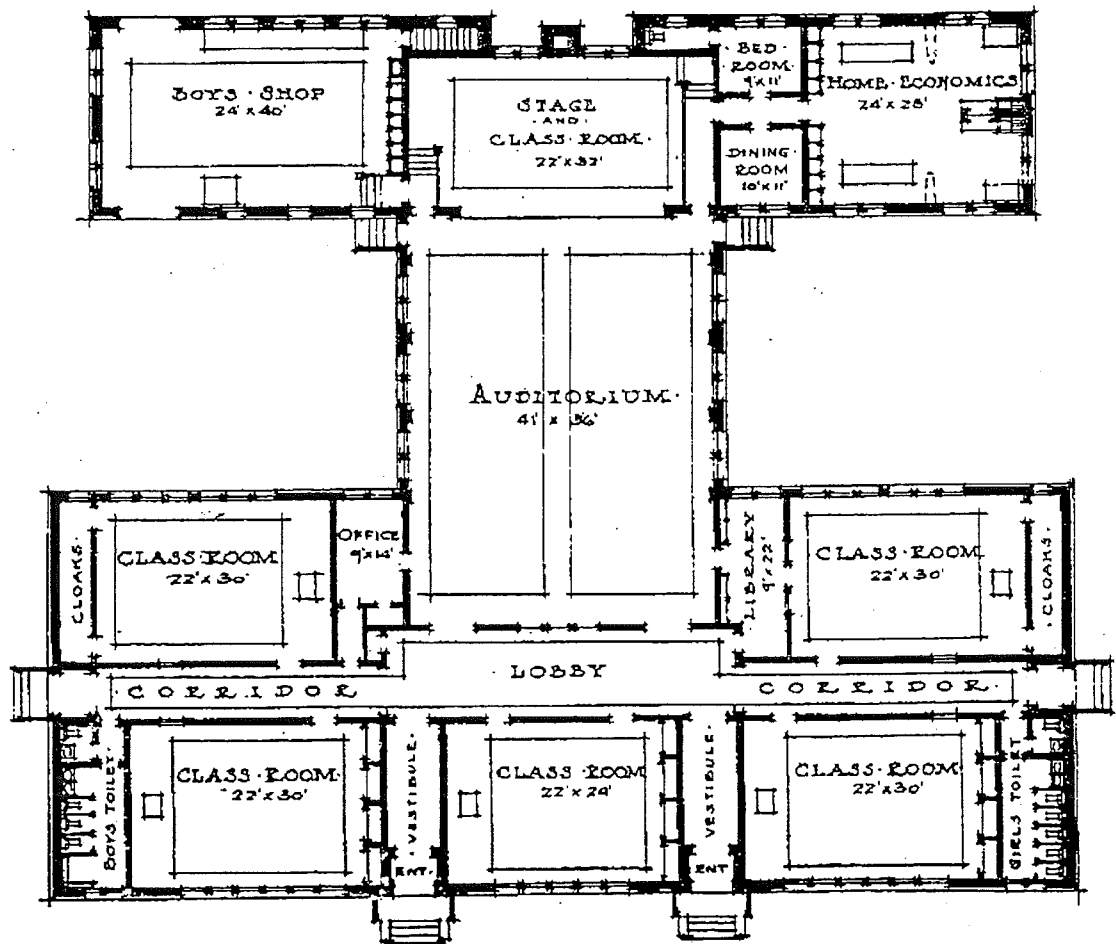 BOYS · SHOP
24' x 40'
STAGE
· AND ·
CLASS · ROOM
22' x 32'
BED ·
ROOM
9' x 11'
HOME · ECONOMICS
24' x 28'
DINING ·
ROOM
10' x 11'
AUDITORIUM ·
41' x 56'
CLOAKS ·
CLASS · ROOM
22' x 30'
OFFICE
9' x 14'
LIBRARY
9' x 22'
CLASS · ROOM
22' x 30'
CLOAKS ·
LOBBY
· CORRIDOR
CORRIDOR ·
BOYS TOILET
CLASS · ROOM ·
22' x 30'
· VESTIBULE ·
ENT ·
CLASS · ROOM
22' x 24'
VESTIBULE ·
ENT
CLASS · ROOM
22' x 30'
GIRLS TOILET